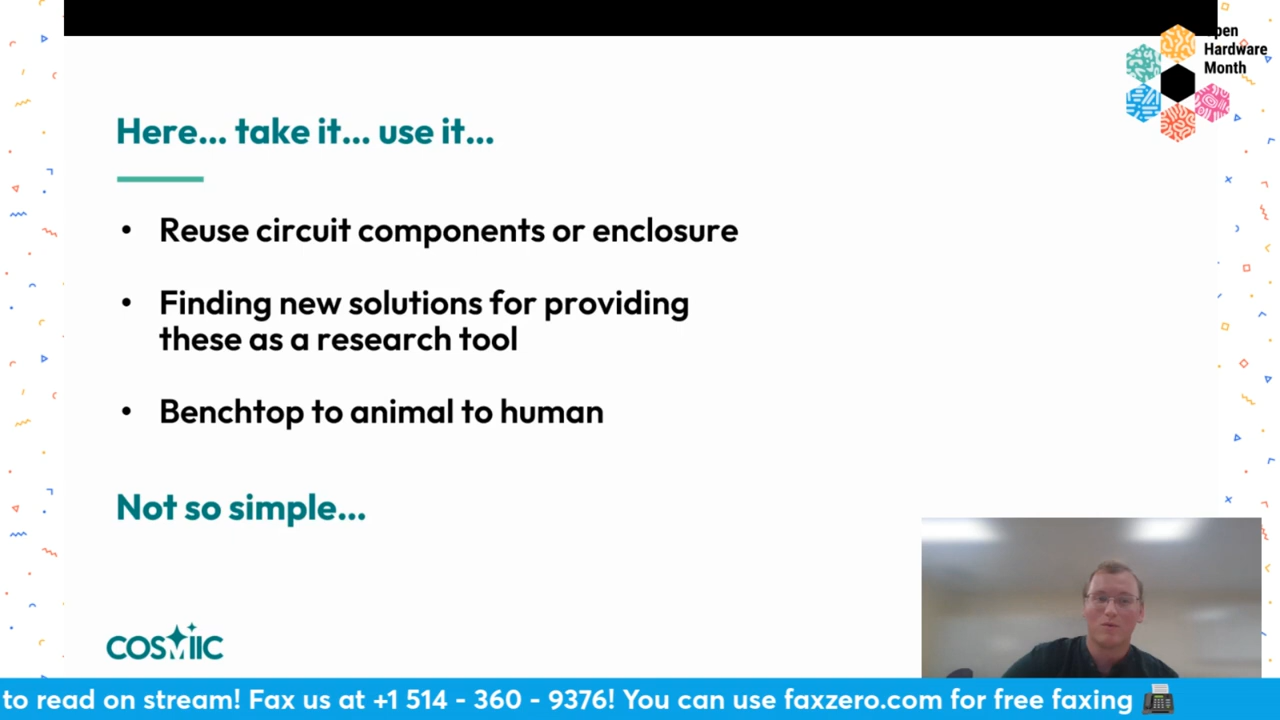 Open
Hardware
Month
Here... take it... use it...
• Reuse circuit components or enclosure
• Finding new solutions for providing
these as a research tool
• Benchtop to animal to human
Not so simple...
COSMIIC
to read on stream! Fax us at +1 514 - 360 - 9376! You can use faxzero.com for free faxing